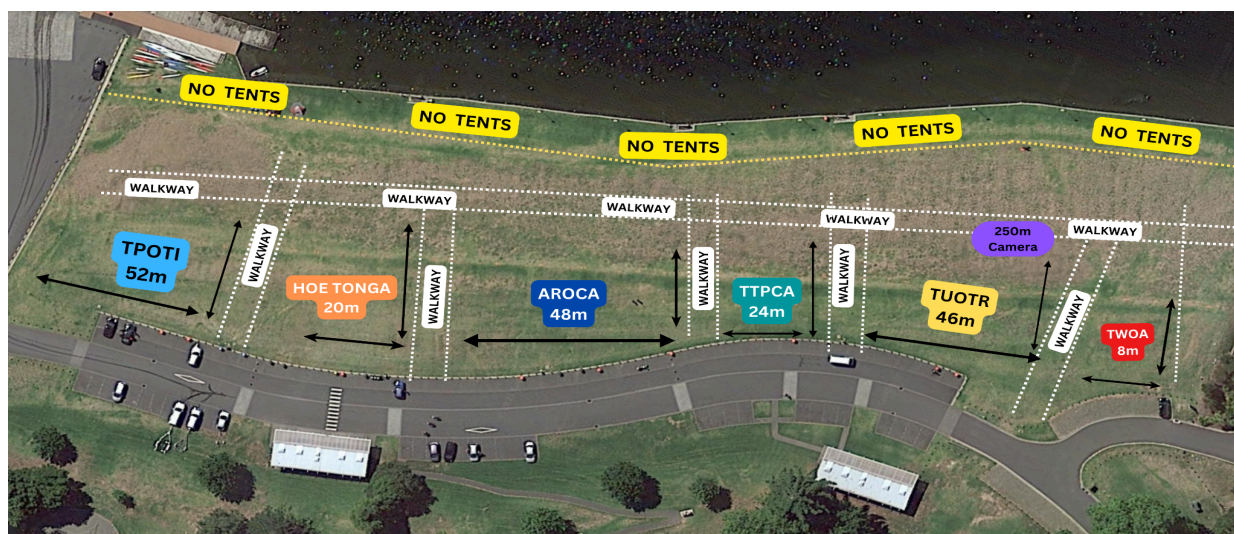 NO TENTS
NO TENTS
NO TENTS
NO TENTS
NO TENTS
WALKWAY
WALKWAY
WALKWAY
WALKWAY
WALKWAY
250m
Camera
TPOTI
52m
WALKWAY
HOE TONGA
20m
WALKWAY
AROCA
48m
WALKWAY
TTPCA
24m
WALKWAY
TUOTR
46m
WALKWAY
TWOA
8m